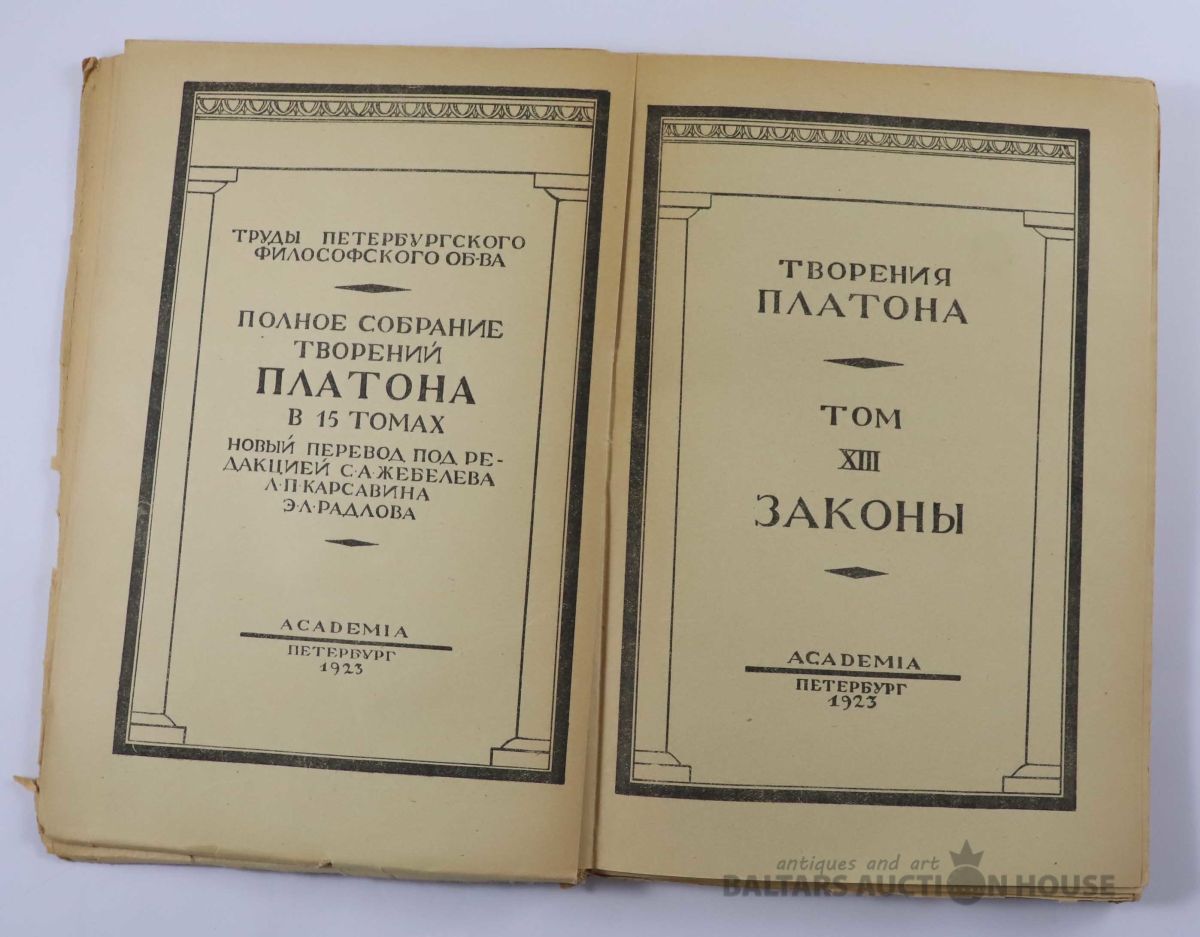 ТРУДЫ ПЕТЕРБУРГСКОГО
ФИЛОСОФСКОГО ОБ-ВА
ПОЛНОЕ СОБРАНИЕ
ТВОРЕНИЙ
ПЛАТОНА
В 15 ТОМАХ
НОВЫЙ ПЕРЕВОД ПОД РЕ-
ДАКЦИЕЙ С·А·ЖЕБЕЛЕВА
Л·П·КАРСАВИНА
Э·Л·РАДЛОВА
ACADEMIA
ПЕТЕРБУРГ
1923
ТВОРЕНИЯ
ПЛАТОНА
ТОМ
XIII
ЗАКОНЫ
ACADEMIA
ПЕТЕРБУРГ
1923
antiques and art
BALTARS AUCTION HOUSE